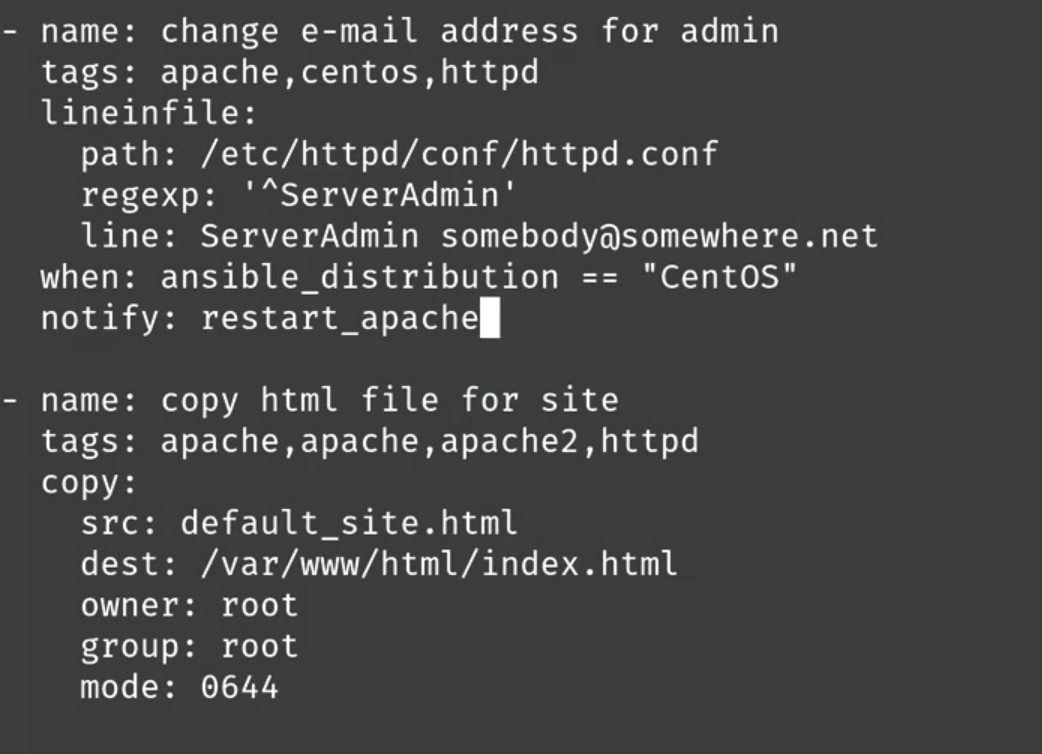 - name: change e-mail address for admin
  tags: apache,centos,httpd
  lineinfile:
    path: /etc/httpd/conf/httpd.conf
    regexp: '^ServerAdmin'
    line: ServerAdmin somebody@somewhere.net
  when: ansible_distribution == "CentOS"
  notify: restart_apache

- name: copy html file for site
  tags: apache,apache,apache2,httpd
  copy:
    src: default_site.html
    dest: /var/www/html/index.html
    owner: root
    group: root
    mode: 0644